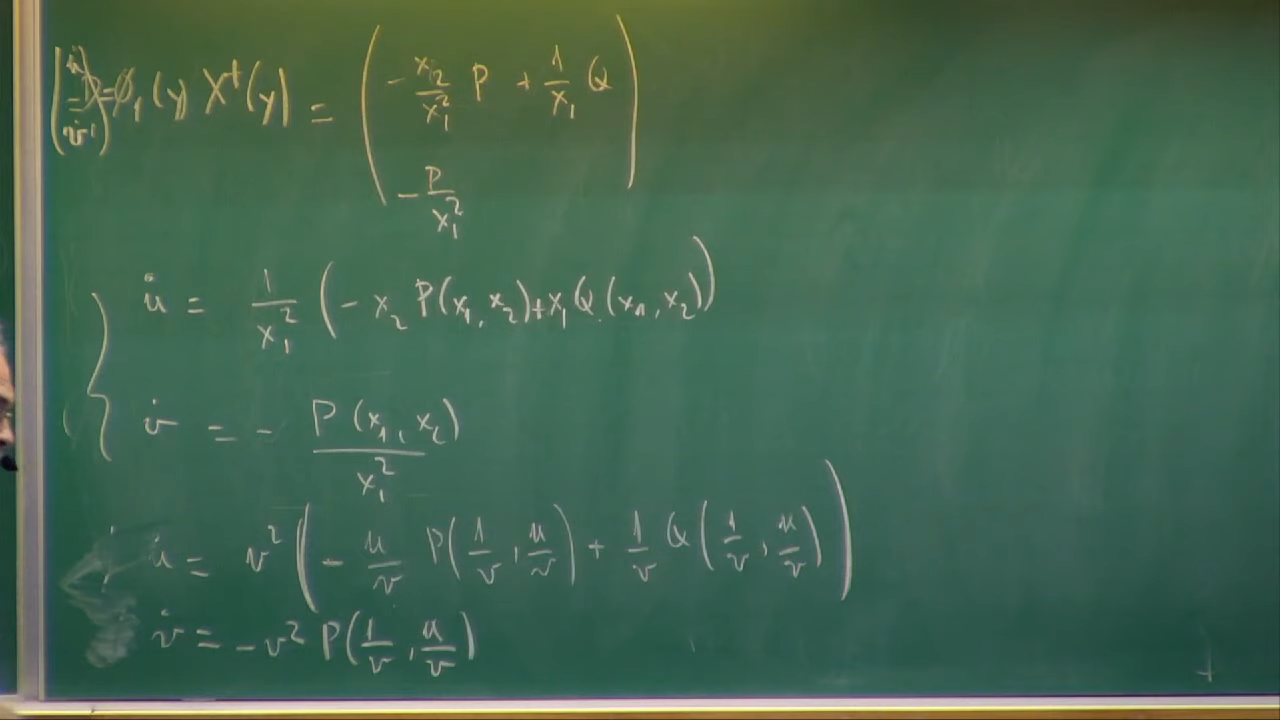 (u̇ v̇) = Dϕ₁(y) X⁺(y) = ( -x₂/x₁² P + 1/x₁ Q
-P/x₁² )
u̇ = 1/x₁² (-x₂ P(x₁, x₂) + x₁ Q(x₁, x₂))
v̇ = - P(x₁, x₂)/x₁²
u̇ = v² (-u/v P(1/v, u/v) + 1/v Q(1/v, u/v))
v̇ = -v² P(1/v, u/v)